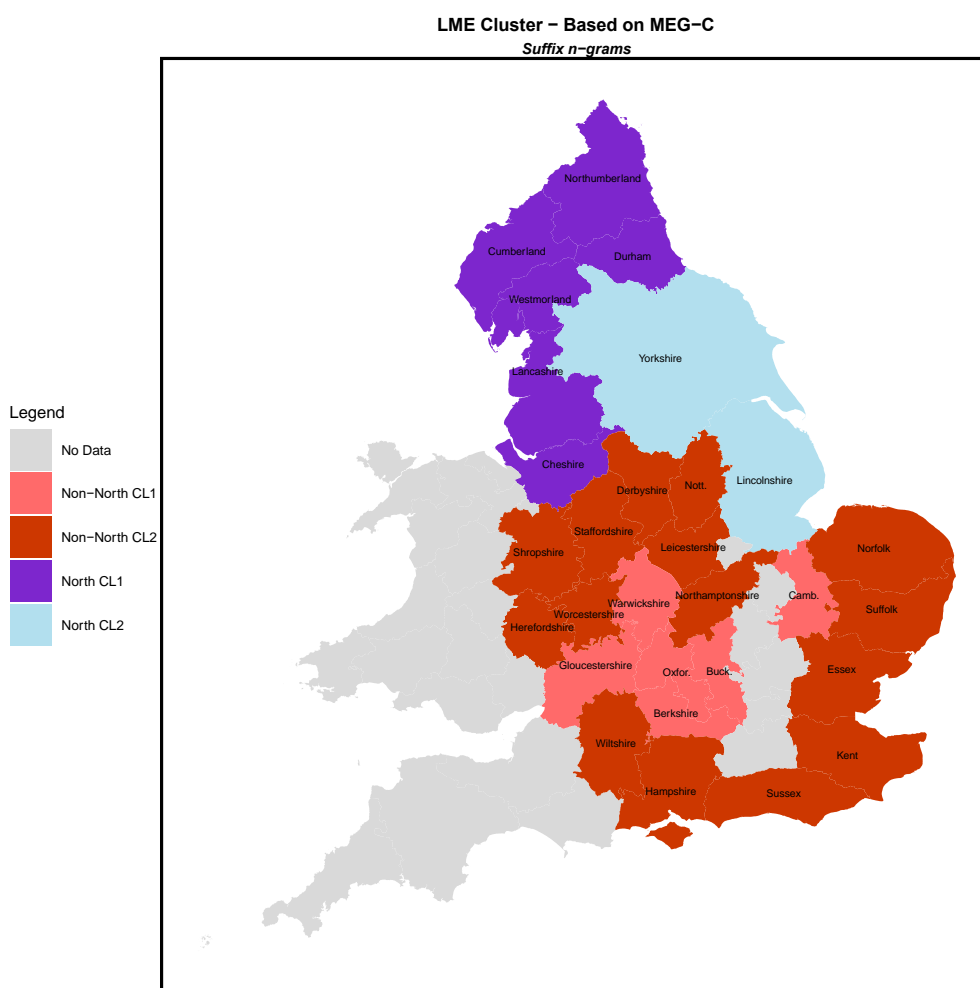 LME Cluster − Based on MEG−C
Suffix n−grams
Northumberland
Cumberland
Durham
Westmorland
Yorkshire
Lancashire
Legend
No Data
Non−North CL1
Non−North CL2
North CL1
North CL2
Cheshire
Derbyshire
Nott.
Lincolnshire
Staffordshire
Shropshire
Leicestershire
Norfolk
Warwickshire
Northamptonshire
Camb.
Suffolk
Worcestershire
Herefordshire
Gloucestershire
Oxfor.
Buck.
Essex
Berkshire
Wiltshire
Kent
Hampshire
Sussex